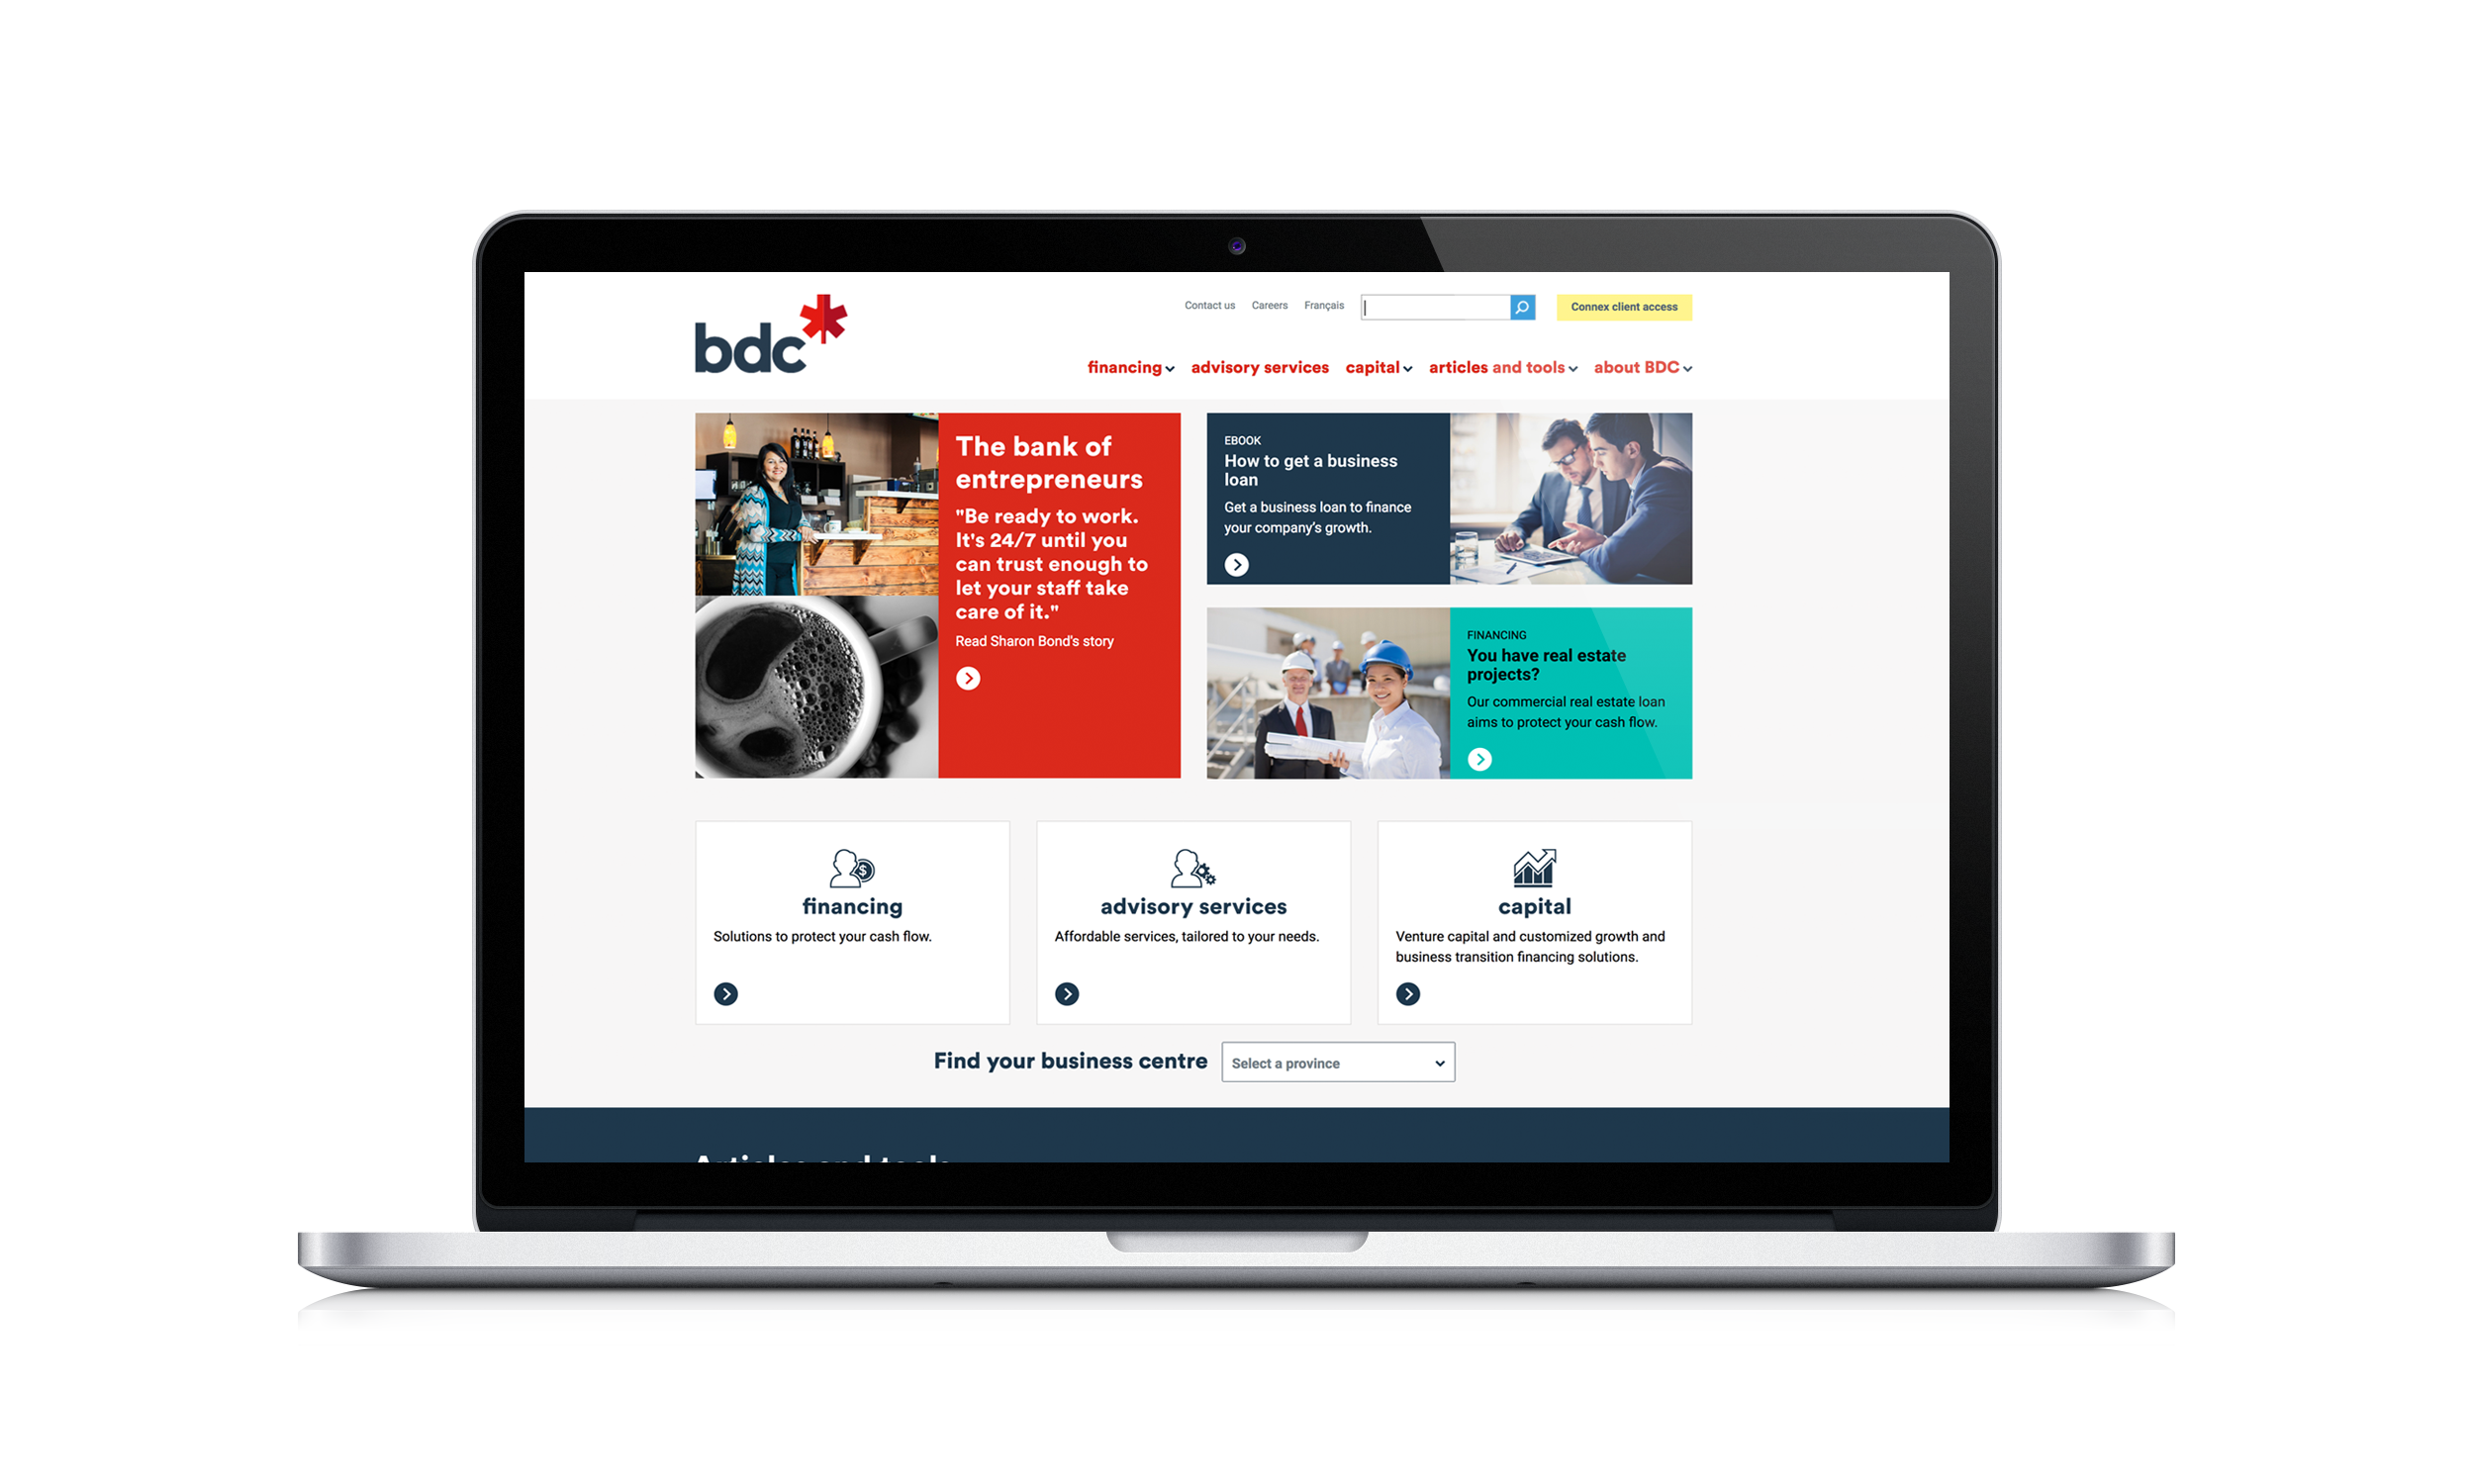 bdc
Contact us Careers Français
Connex client access
financing advisory services capital articles and tools about BDC
The bank of
entrepreneurs
"Be ready to work.
It's 24/7 until you
can trust enough to
let your staff take
care of it."
Read Sharon Bond's story
EBOOK
How to get a business
loan
Get a business loan to finance
your company's growth.
FINANCING
You have real estate
projects?
Our commercial real estate loan
aims to protect your cash flow.
financing
Solutions to protect your cash flow.
advisory services
Affordable services, tailored to your needs.
capital
Venture capital and customized growth and
business transition financing solutions.
Find your business centre
Select a province
Articles and tools